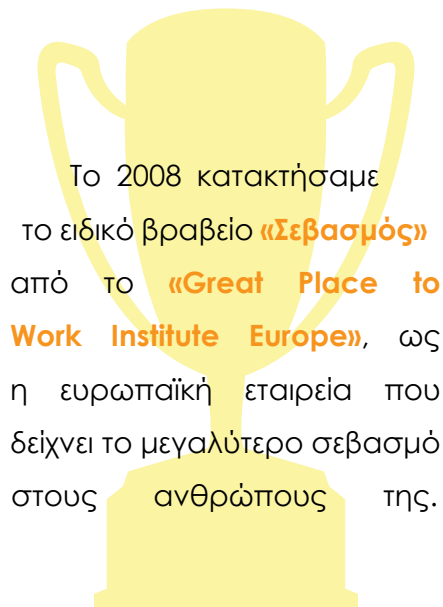 Το 2008 κατακτήσαμε
το ειδικό βραβείο «Σεβασμός»
από το «Great Place to
Work Institute Europe», ως
η ευρωπαϊκή εταιρεία που
δείχνει το μεγαλύτερο σεβασμό
στους ανθρώπους της.